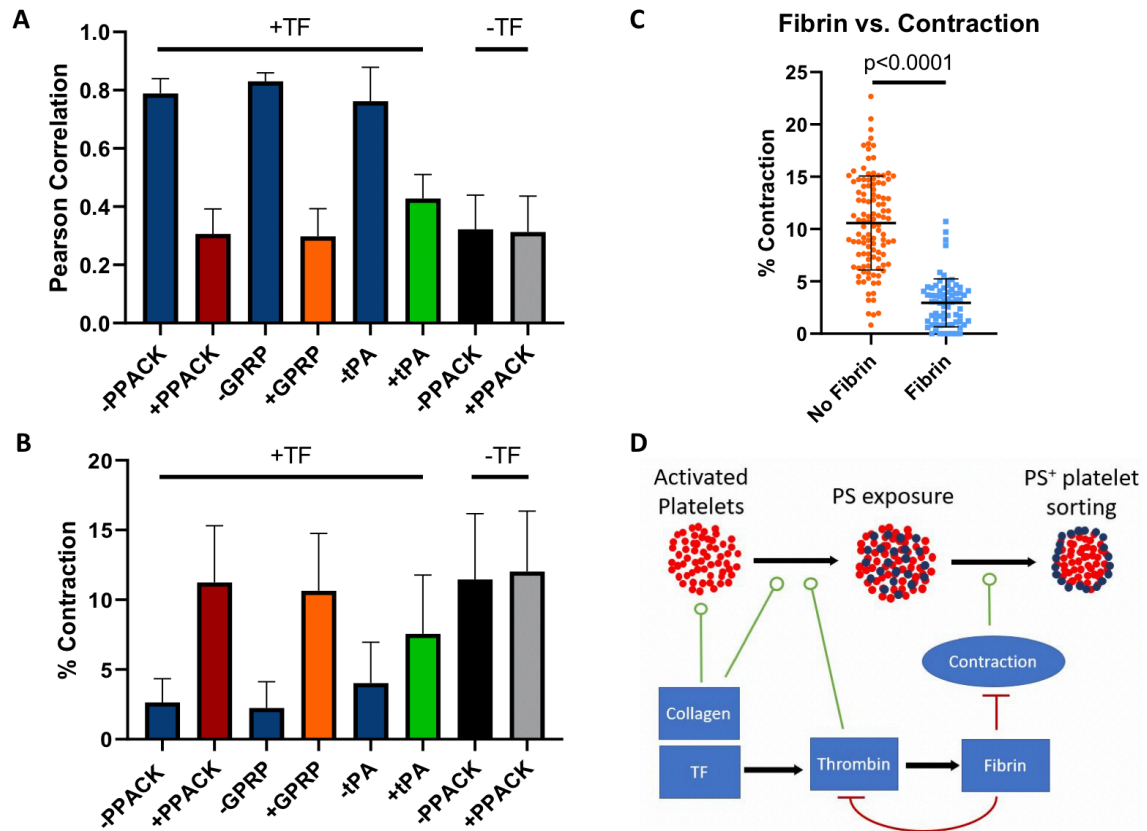 A
+TF
-TF
Pearson Correlation
1.0
0.8
0.6
0.4
0.2
0.0
-PPACK
+PPACK
-GPRP
+GPRP
-tPA
+tPA
-PPACK
+PPACK
B
+TF
-TF
% Contraction
20
15
10
5
0
-PPACK
+PPACK
-GPRP
+GPRP
-tPA
+tPA
-PPACK
+PPACK
C
Fibrin vs. Contraction
p<0.0001
% Contraction
25
20
15
10
5
0
No Fibrin
Fibrin
D
Activated
Platelets
PS exposure
PS⁺ platelet
sorting
Contraction
Collagen
TF
Thrombin
Fibrin